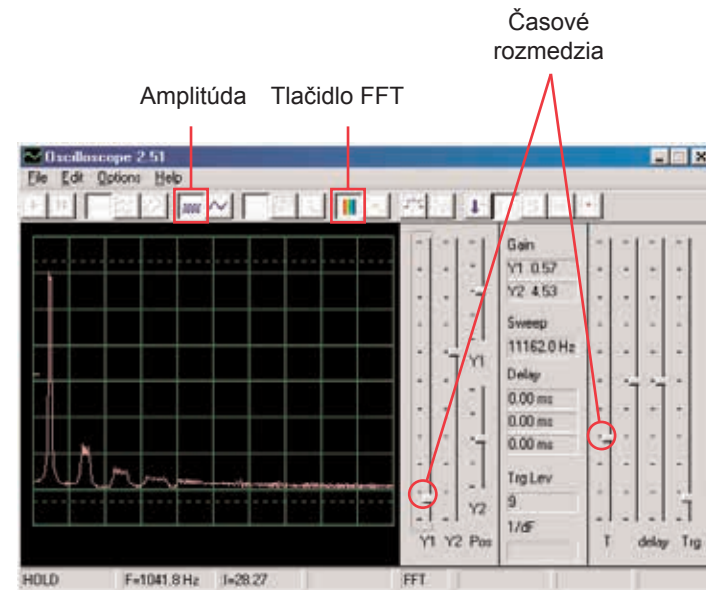 Časové
rozmedzia
Amplitúda
Tlačidlo FFT
Oscilloscope 2.51
File Edit Options Help
Gain
Y1 0.57
Y2 4.53
Sweep
11162.0 Hz
Delay
0.00 ms
0.00 ms
0.00 ms
Trg Lev
9
1/dF
Y1
Y2
Y1 Y2 Pos
T delay Trg
HOLD F=1041.8 Hz I=28.27 FFT